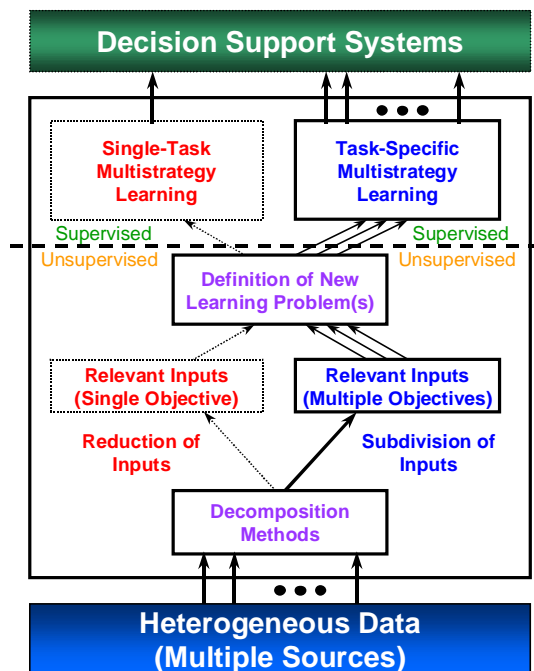 Decision Support Systems
Single-Task
Multistrategy
Learning
Task-Specific
Multistrategy
Learning
Supervised
Supervised
Unsupervised
Unsupervised
Definition of New
Learning Problem(s)
Relevant Inputs
(Single Objective)
Relevant Inputs
(Multiple Objectives)
Reduction of
Inputs
Subdivision of
Inputs
Decomposition
Methods
Heterogeneous Data
(Multiple Sources)